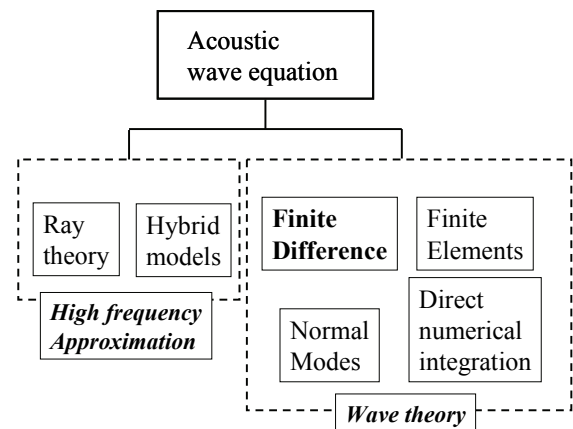 Acoustic
wave equation
Ray
theory
Hybrid
models
High frequency
Approximation
Finite
Difference
Finite
Elements
Normal
Modes
Direct
numerical
integration
Wave theory